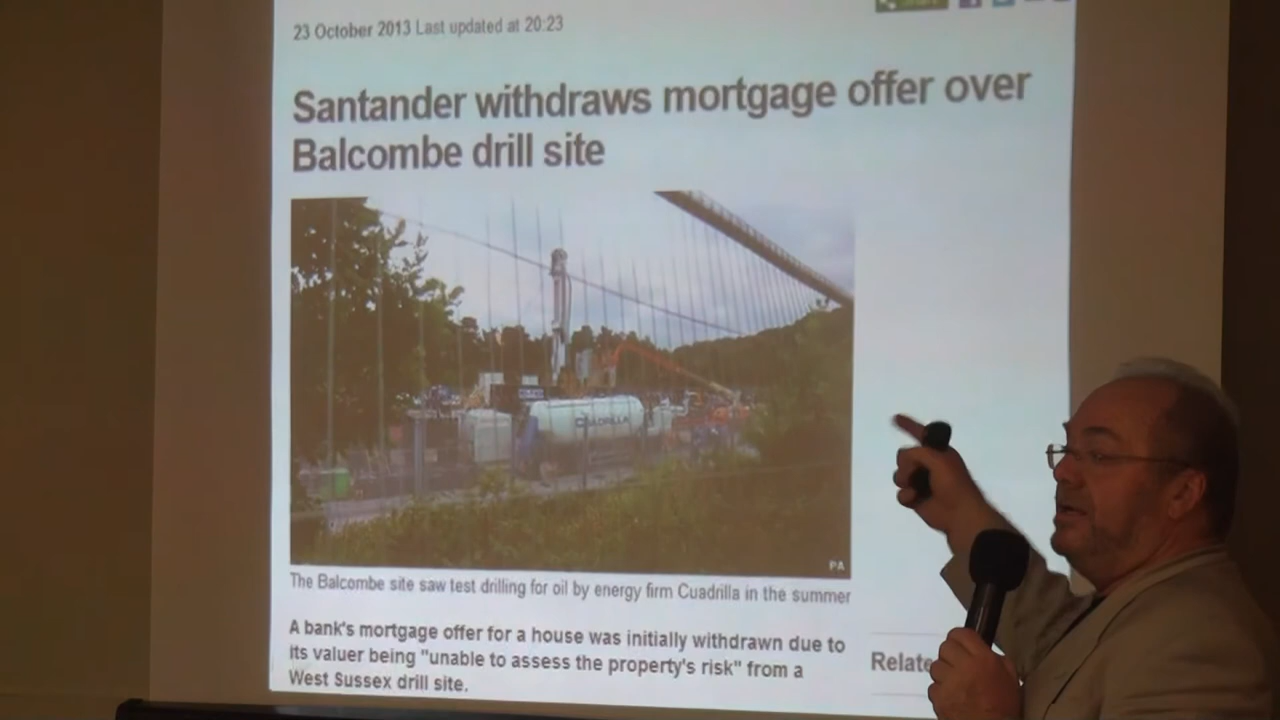 23 October 2013 Last updated at 20:23
Santander withdraws mortgage offer over
Balcombe drill site
CUADRILLA
PA
The Balcombe site saw test drilling for oil by energy firm Cuadrilla in the summer
A bank's mortgage offer for a house was initially withdrawn due to
its valuer being "unable to assess the property's risk" from a
West Sussex drill site.
Relate